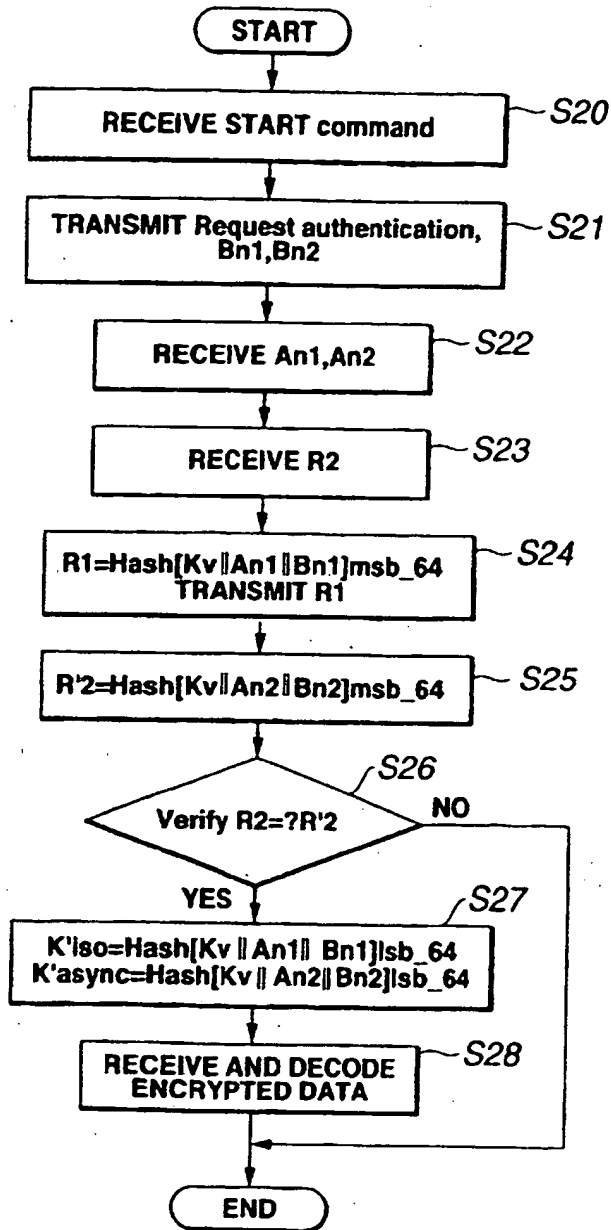 START
RECEIVE START command
S20
TRANSMIT Request authentication,
Bn1,Bn2
S21
RECEIVE An1,An2
S22
RECEIVE R2
S23
R1=Hash[Kv||An1||Bn1]msb_64
TRANSMIT R1
S24
R'2=Hash[Kv||An2||Bn2]msb_64
S25
Verify R2=?R'2
S26
NO
YES
K'iso=Hash[Kv || An1|| Bn1]lsb_64
K'async=Hash[Kv || An2||Bn2]lsb_64
S27
RECEIVE AND DECODE
ENCRYPTED DATA
S28
END